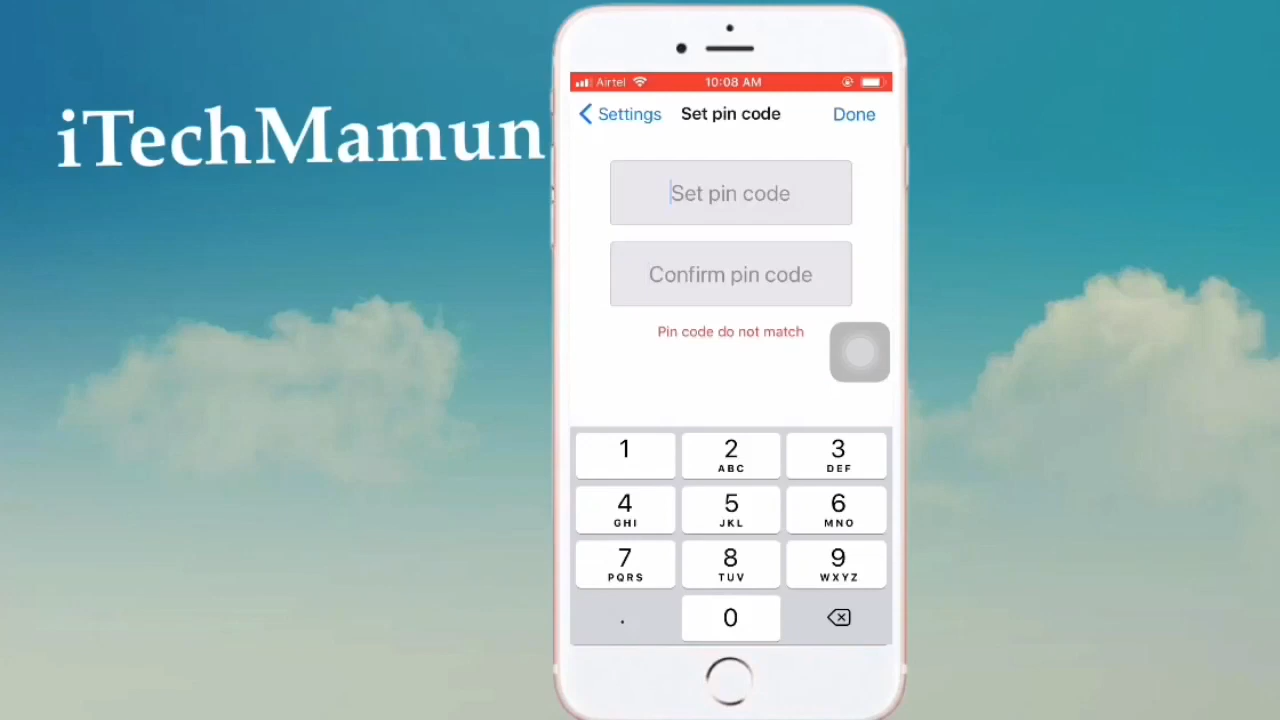 iTechMamun
Airtel 10:08 AM
Settings Set pin code Done
Set pin code
Confirm pin code
Pin code do not match
1 2 3
ABC DEF
4 5 6
GHI JKL MNO
7 8 9
PQRS TUV WXYZ
. 0